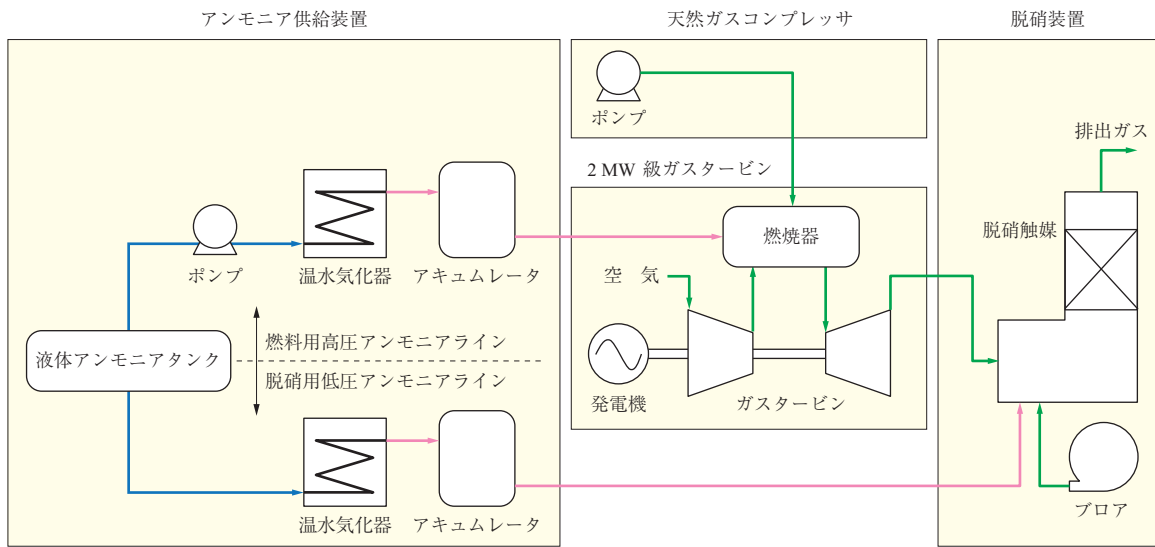 アンモニア供給装置
天然ガスコンプレッサ
脱硝装置
ポンプ
排出ガス
2 MW 級ガスタービン
脱硝触媒
燃焼器
ポンプ
温水気化器
アキュムレータ
空 気
液体アンモニアタンク
燃料用高圧アンモニアライン
脱硝用低圧アンモニアライン
発電機
ガスタービン
温水気化器
アキュムレータ
ブロア